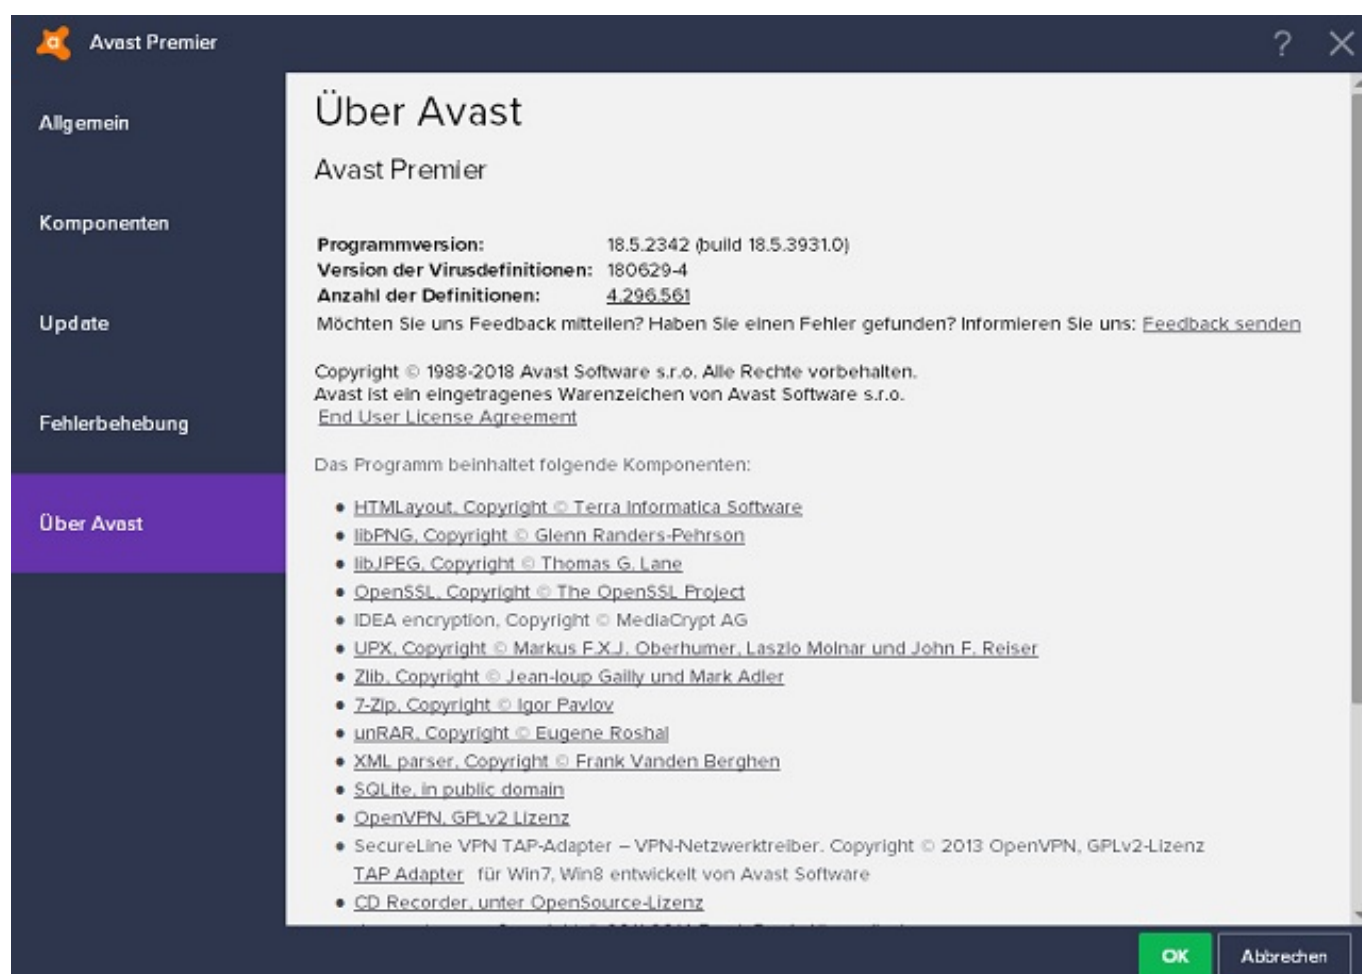 Avast Premier
?
Allgemein
Komponenten
Update
Fehlerbehebung
Über Avast
Über Avast
Avast Premier
Programmversion: 18.5.2342 (build 18.5.3931.0)
Version der Virusdefinitionen: 180629-4
Anzahl der Definitionen: 4.296.561
Möchten Sie uns Feedback mitteilen? Haben Sie einen Fehler gefunden? Informieren Sie uns: Feedback senden
Copyright © 1988-2018 Avast Software s.r.o. Alle Rechte vorbehalten.
Avast ist ein eingetragenes Warenzeichen von Avast Software s.r.o.
End User License Agreement
Das Programm beinhaltet folgende Komponenten:
• HTMLayout, Copyright © Terra Informatica Software
• libPNG, Copyright © Glenn Randers-Pehrson
• libJPEG, Copyright © Thomas G. Lane
• OpenSSL, Copyright © The OpenSSL Project
• IDEA encryption, Copyright © MediaCrypt AG
• UPX, Copyright © Markus F.X.J. Oberhumer, Laszlo Molnar und John F. Reiser
• Zlib, Copyright © Jean-loup Gailly und Mark Adler
• 7-Zip, Copyright © Igor Pavlov
• unRAR, Copyright © Eugene Roshal
• XML parser, Copyright © Frank Vanden Berghen
• SQLite, in public domain
• OpenVPN, GPLv2 Lizenz
• SecureLine VPN TAP-Adapter – VPN-Netzwerktreiber. Copyright © 2013 OpenVPN, GPLv2-Lizenz
TAP Adapter für Win7, Win8 entwickelt von Avast Software
• CD Recorder, unter OpenSource-Lizenz
OK
Abbrechen